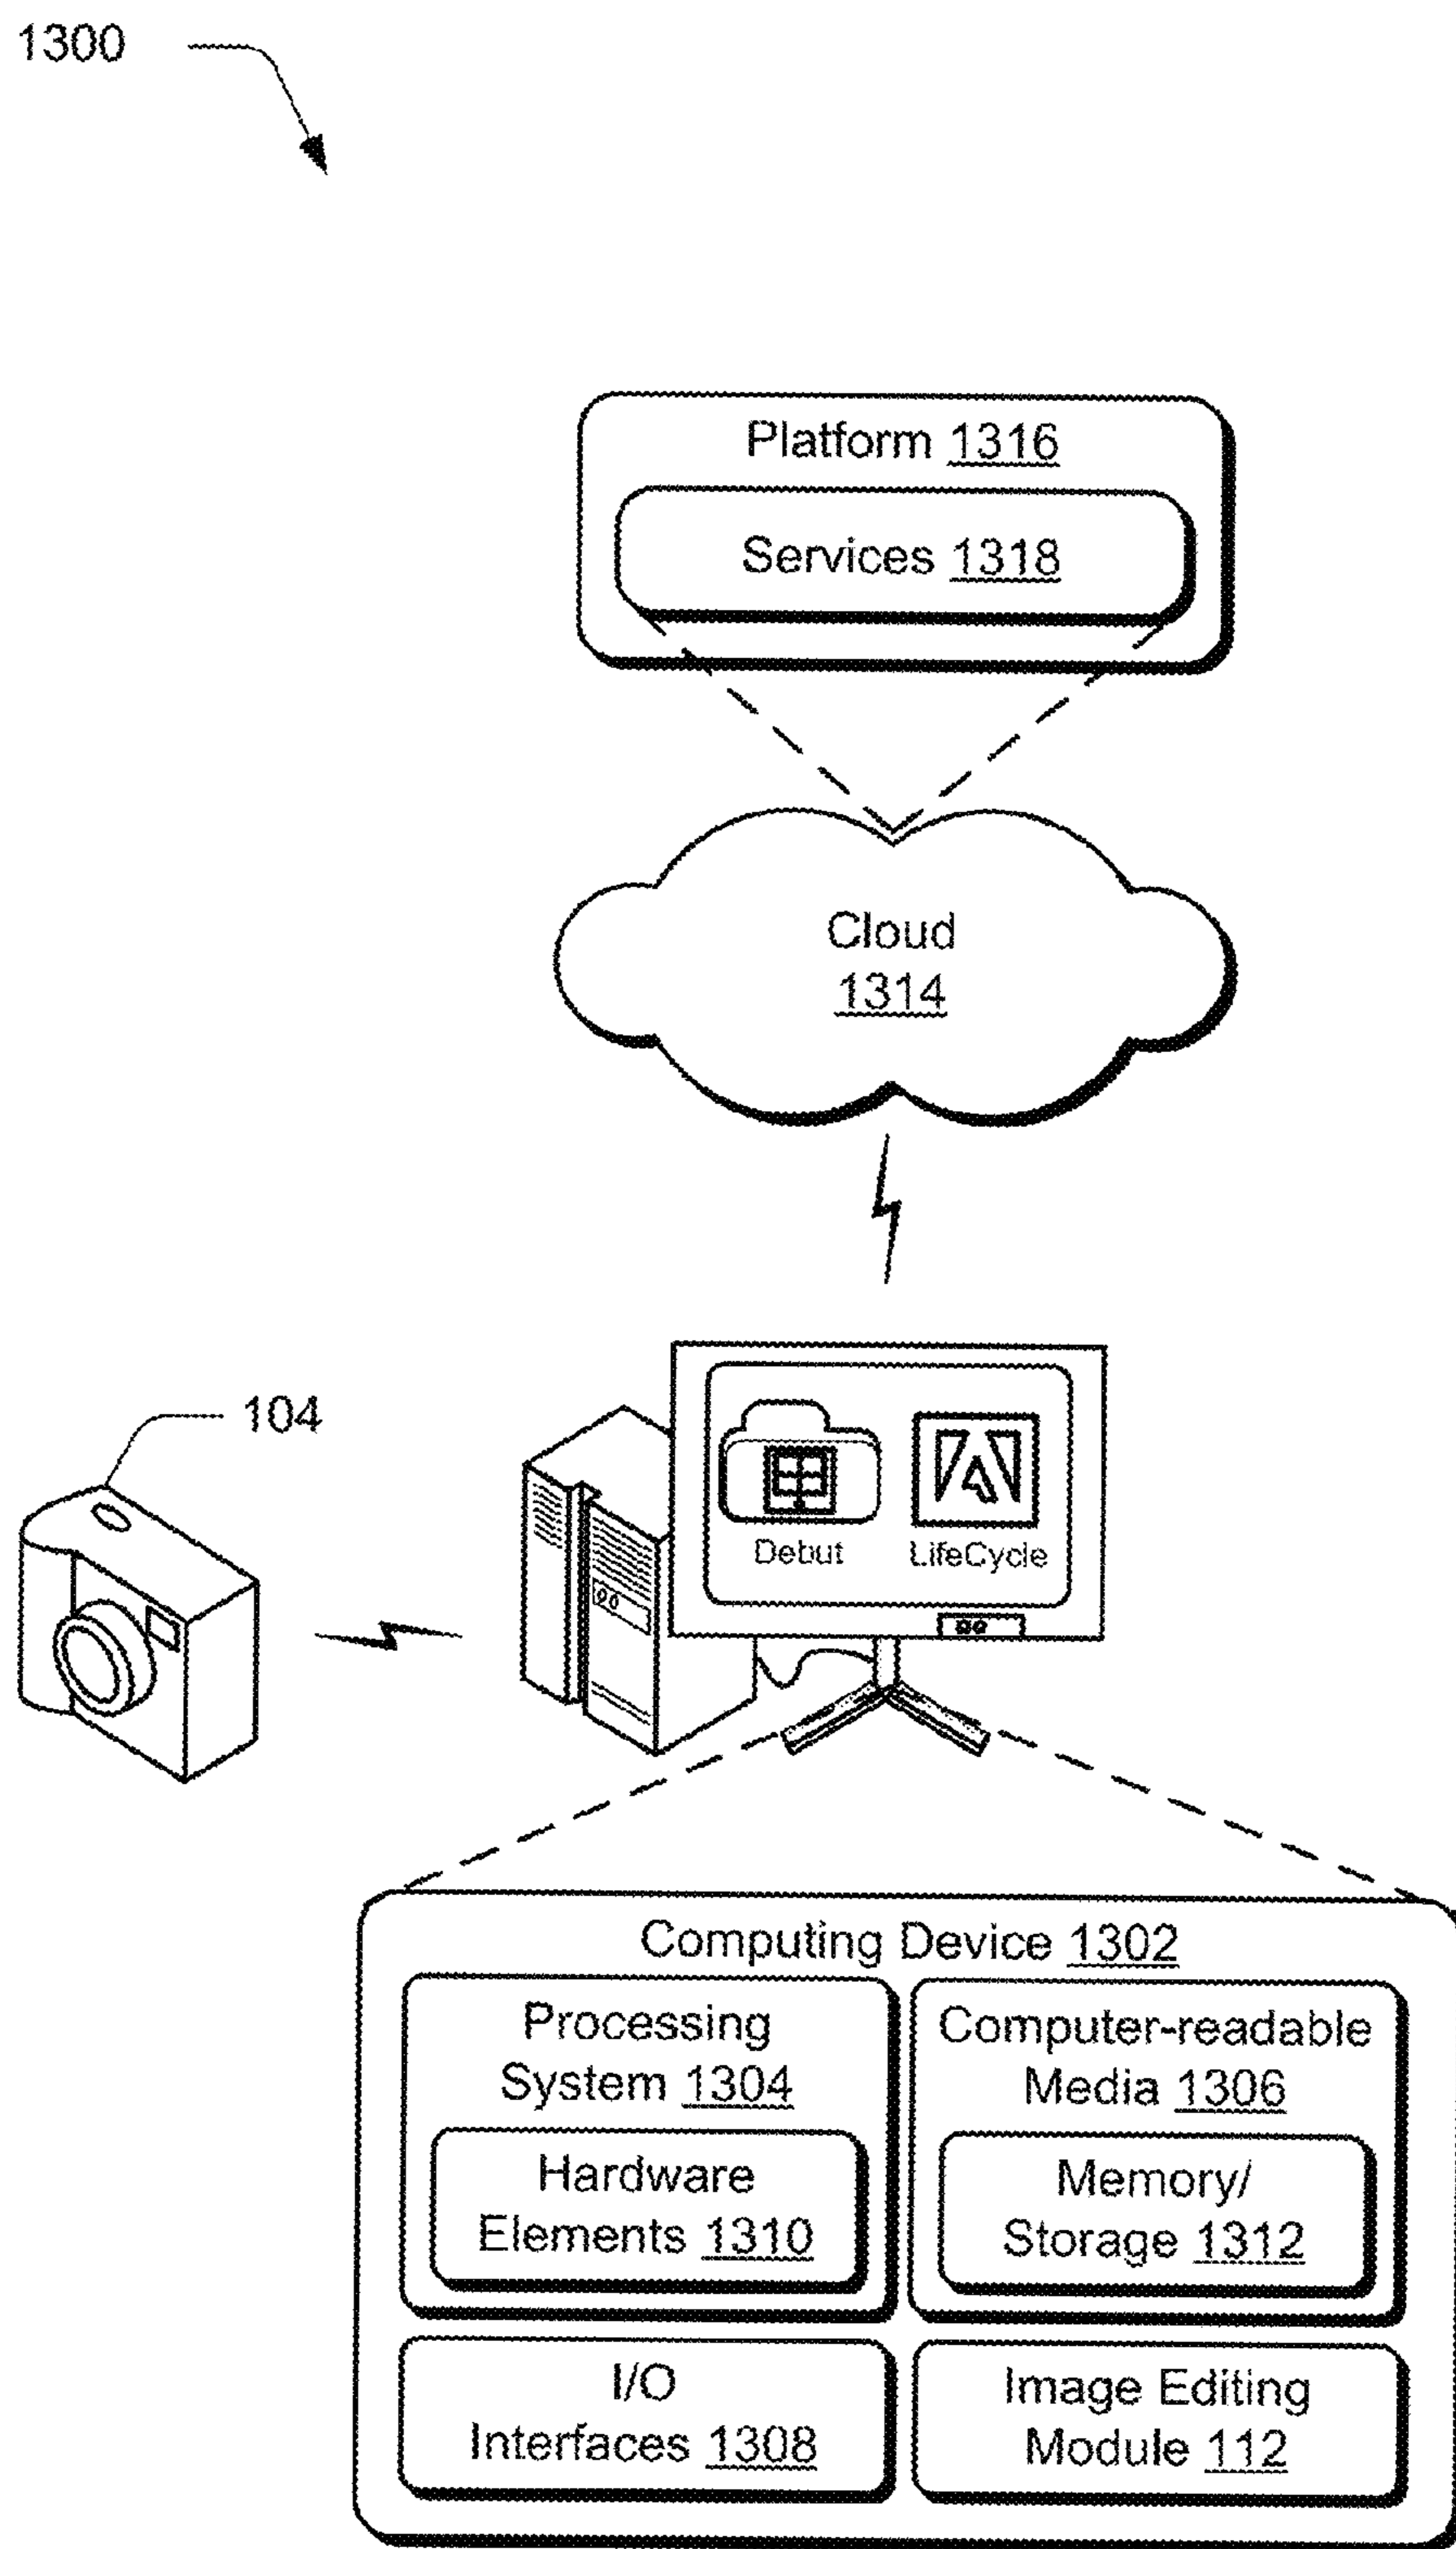 1300
Platform 1316
Services 1318
Cloud
1314
104
Debut
LifeCycle
Computing Device 1302
Processing
System 1304
Hardware
Elements 1310
Computer-readable
Media 1306
Memory/
Storage 1312
I/O
Interfaces 1308
Image Editing
Module 112